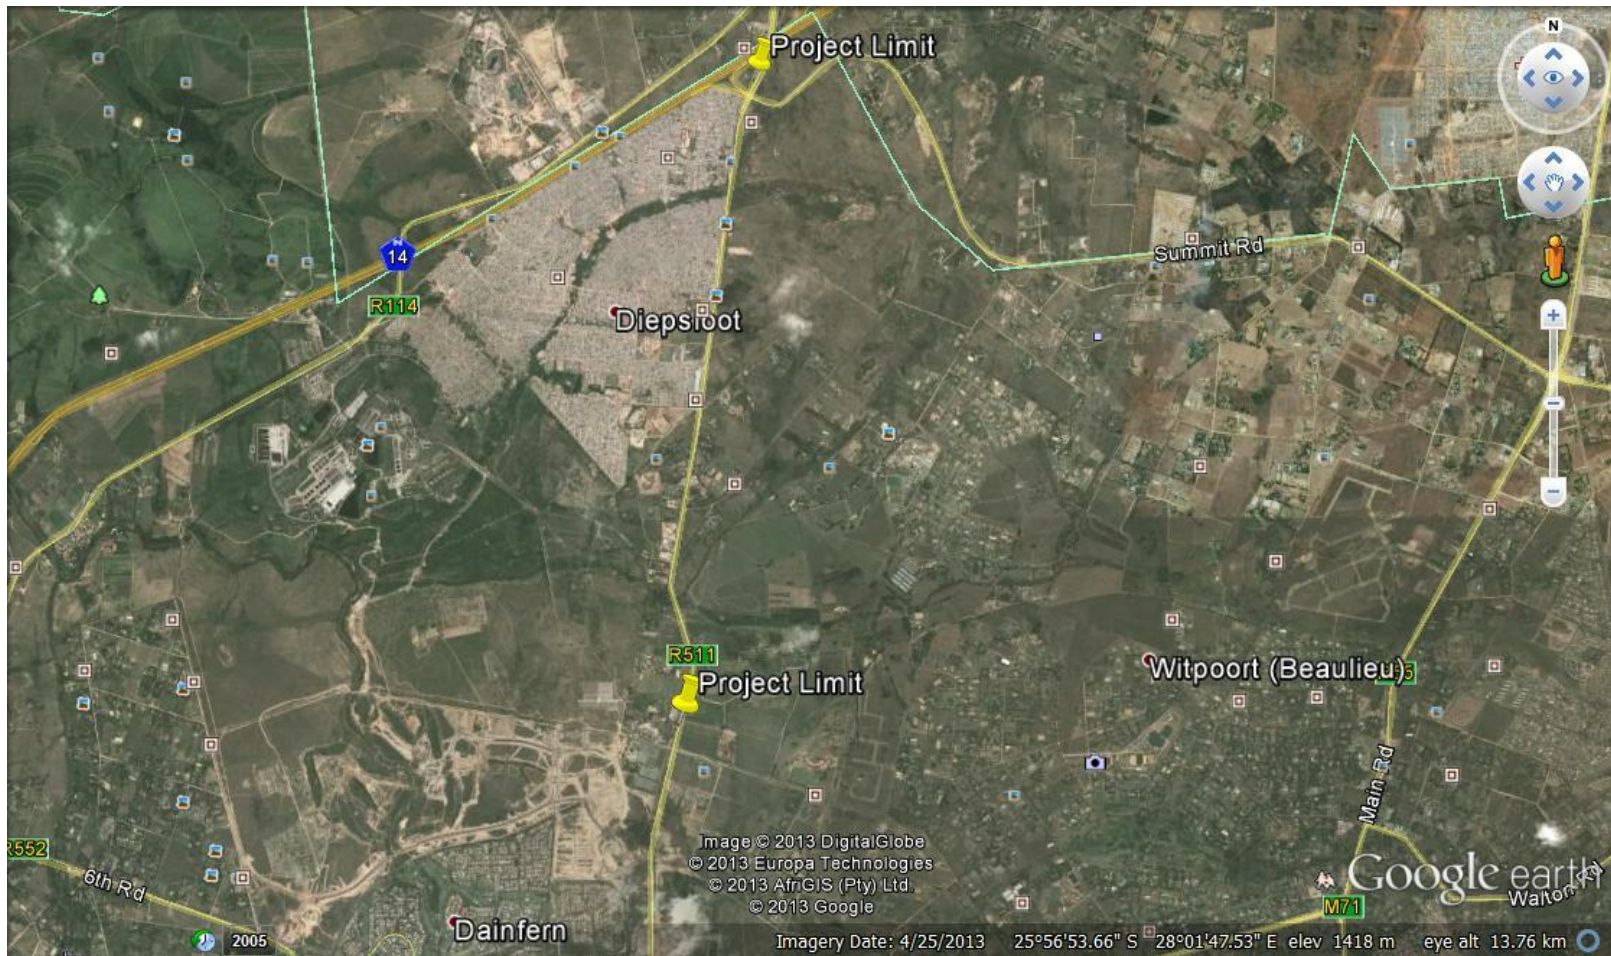 Project Limit
N
14
R114
Summit Rd
Diepsloot
R511
Project Limit
Witpoort (Beaulieu)
Main Rd
R552
6th Rd
Image © 2013 DigitalGlobe
© 2013 Europa Technologies
© 2013 AfriGIS (Pty) Ltd.
© 2013 Google
Google earth
Walton Rd
M71
Dainfern
2005
Imagery Date: 4/25/2013 25°56'53.66" S 28°01'47.53" E elev 1418 m eye alt 13.76 km